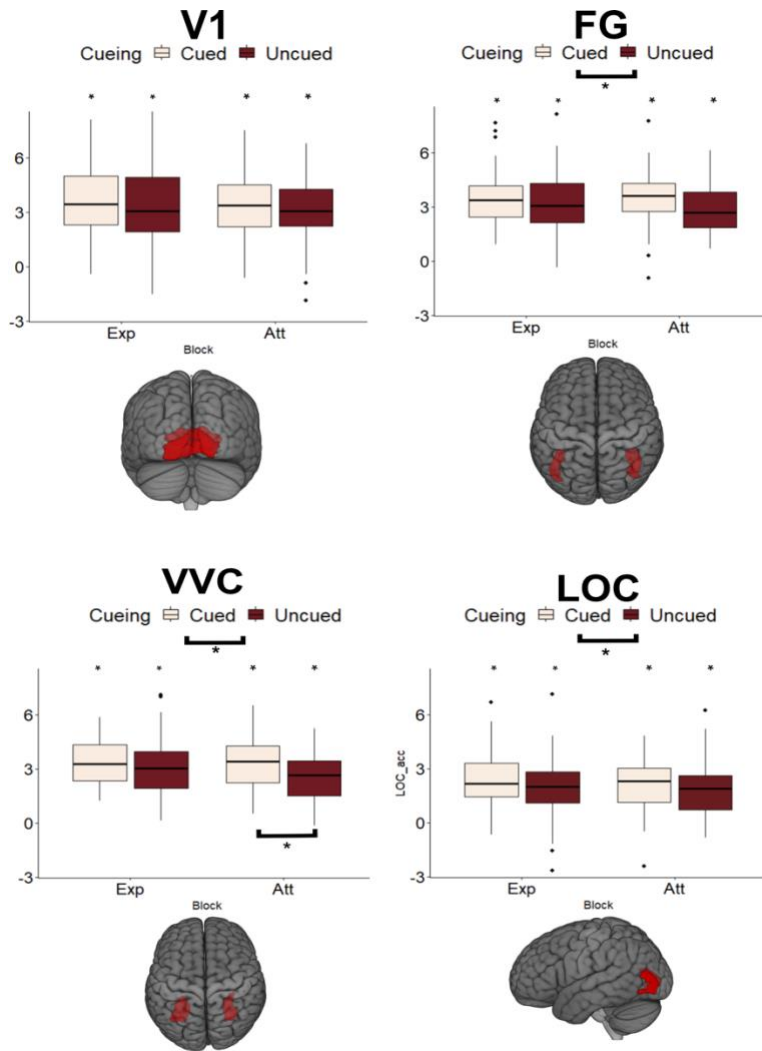 V1
Cueing Cued Uncued
* * * *
6
3
0
-3
Exp Att
Block
FG
Cueing Cued Uncued
*
* * * *
6
3
0
-3
Exp Att
Block
VVC
Cueing Cued Uncued
*
* * * *
6
3
0
-3
*
Exp Att
Block
LOC
Cueing Cued Uncued
*
* * * *
LOC_acc
6
3
0
-3
Exp Att
Block